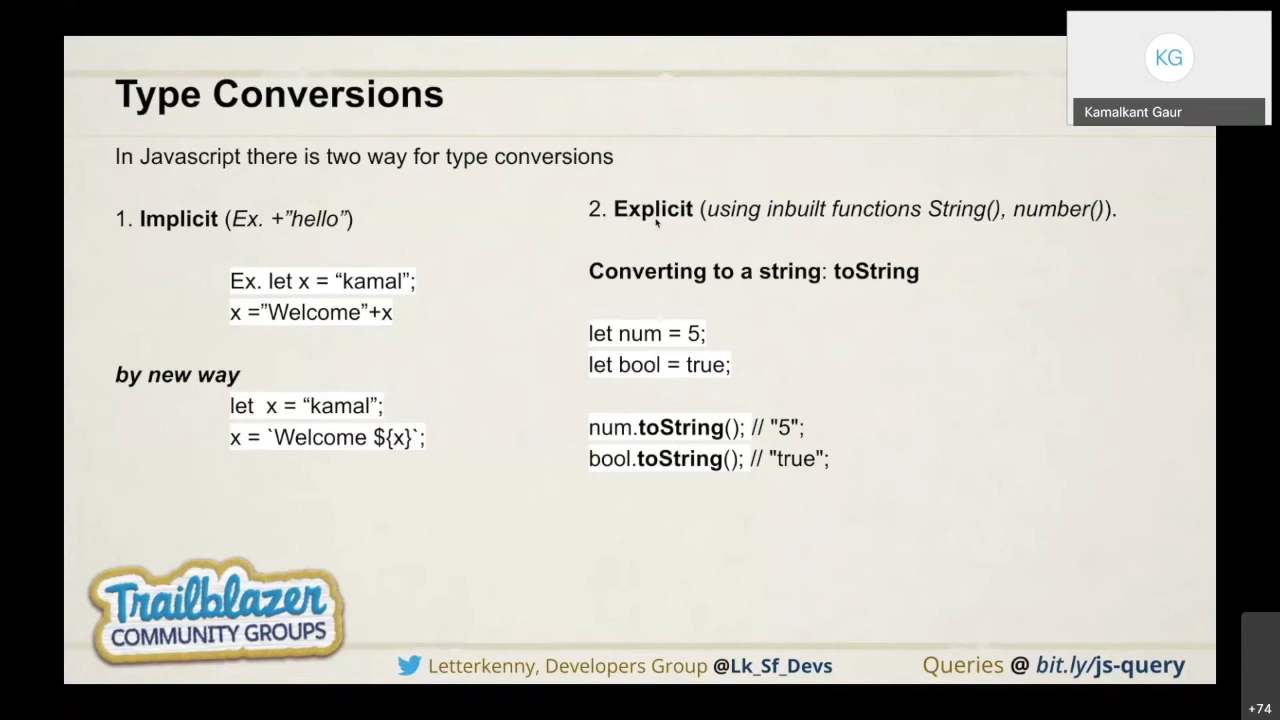 KG
Kamalkant Gaur
Type Conversions
In Javascript there is two way for type conversions
1. Implicit (Ex. +”hello”)
Ex. let x = “kamal”;
x =”Welcome”+x
by new way
let  x = “kamal”;
x = `Welcome ${x}`;
2. Explicit (using inbuilt functions String(), number()).
Converting to a string: toString
let num = 5;
let bool = true;
num.toString(); // "5";
bool.toString(); // "true";
Trailblazer
COMMUNITY GROUPS
Letterkenny, Developers Group @Lk_Sf_Devs
Queries @ bit.ly/js-query
+74